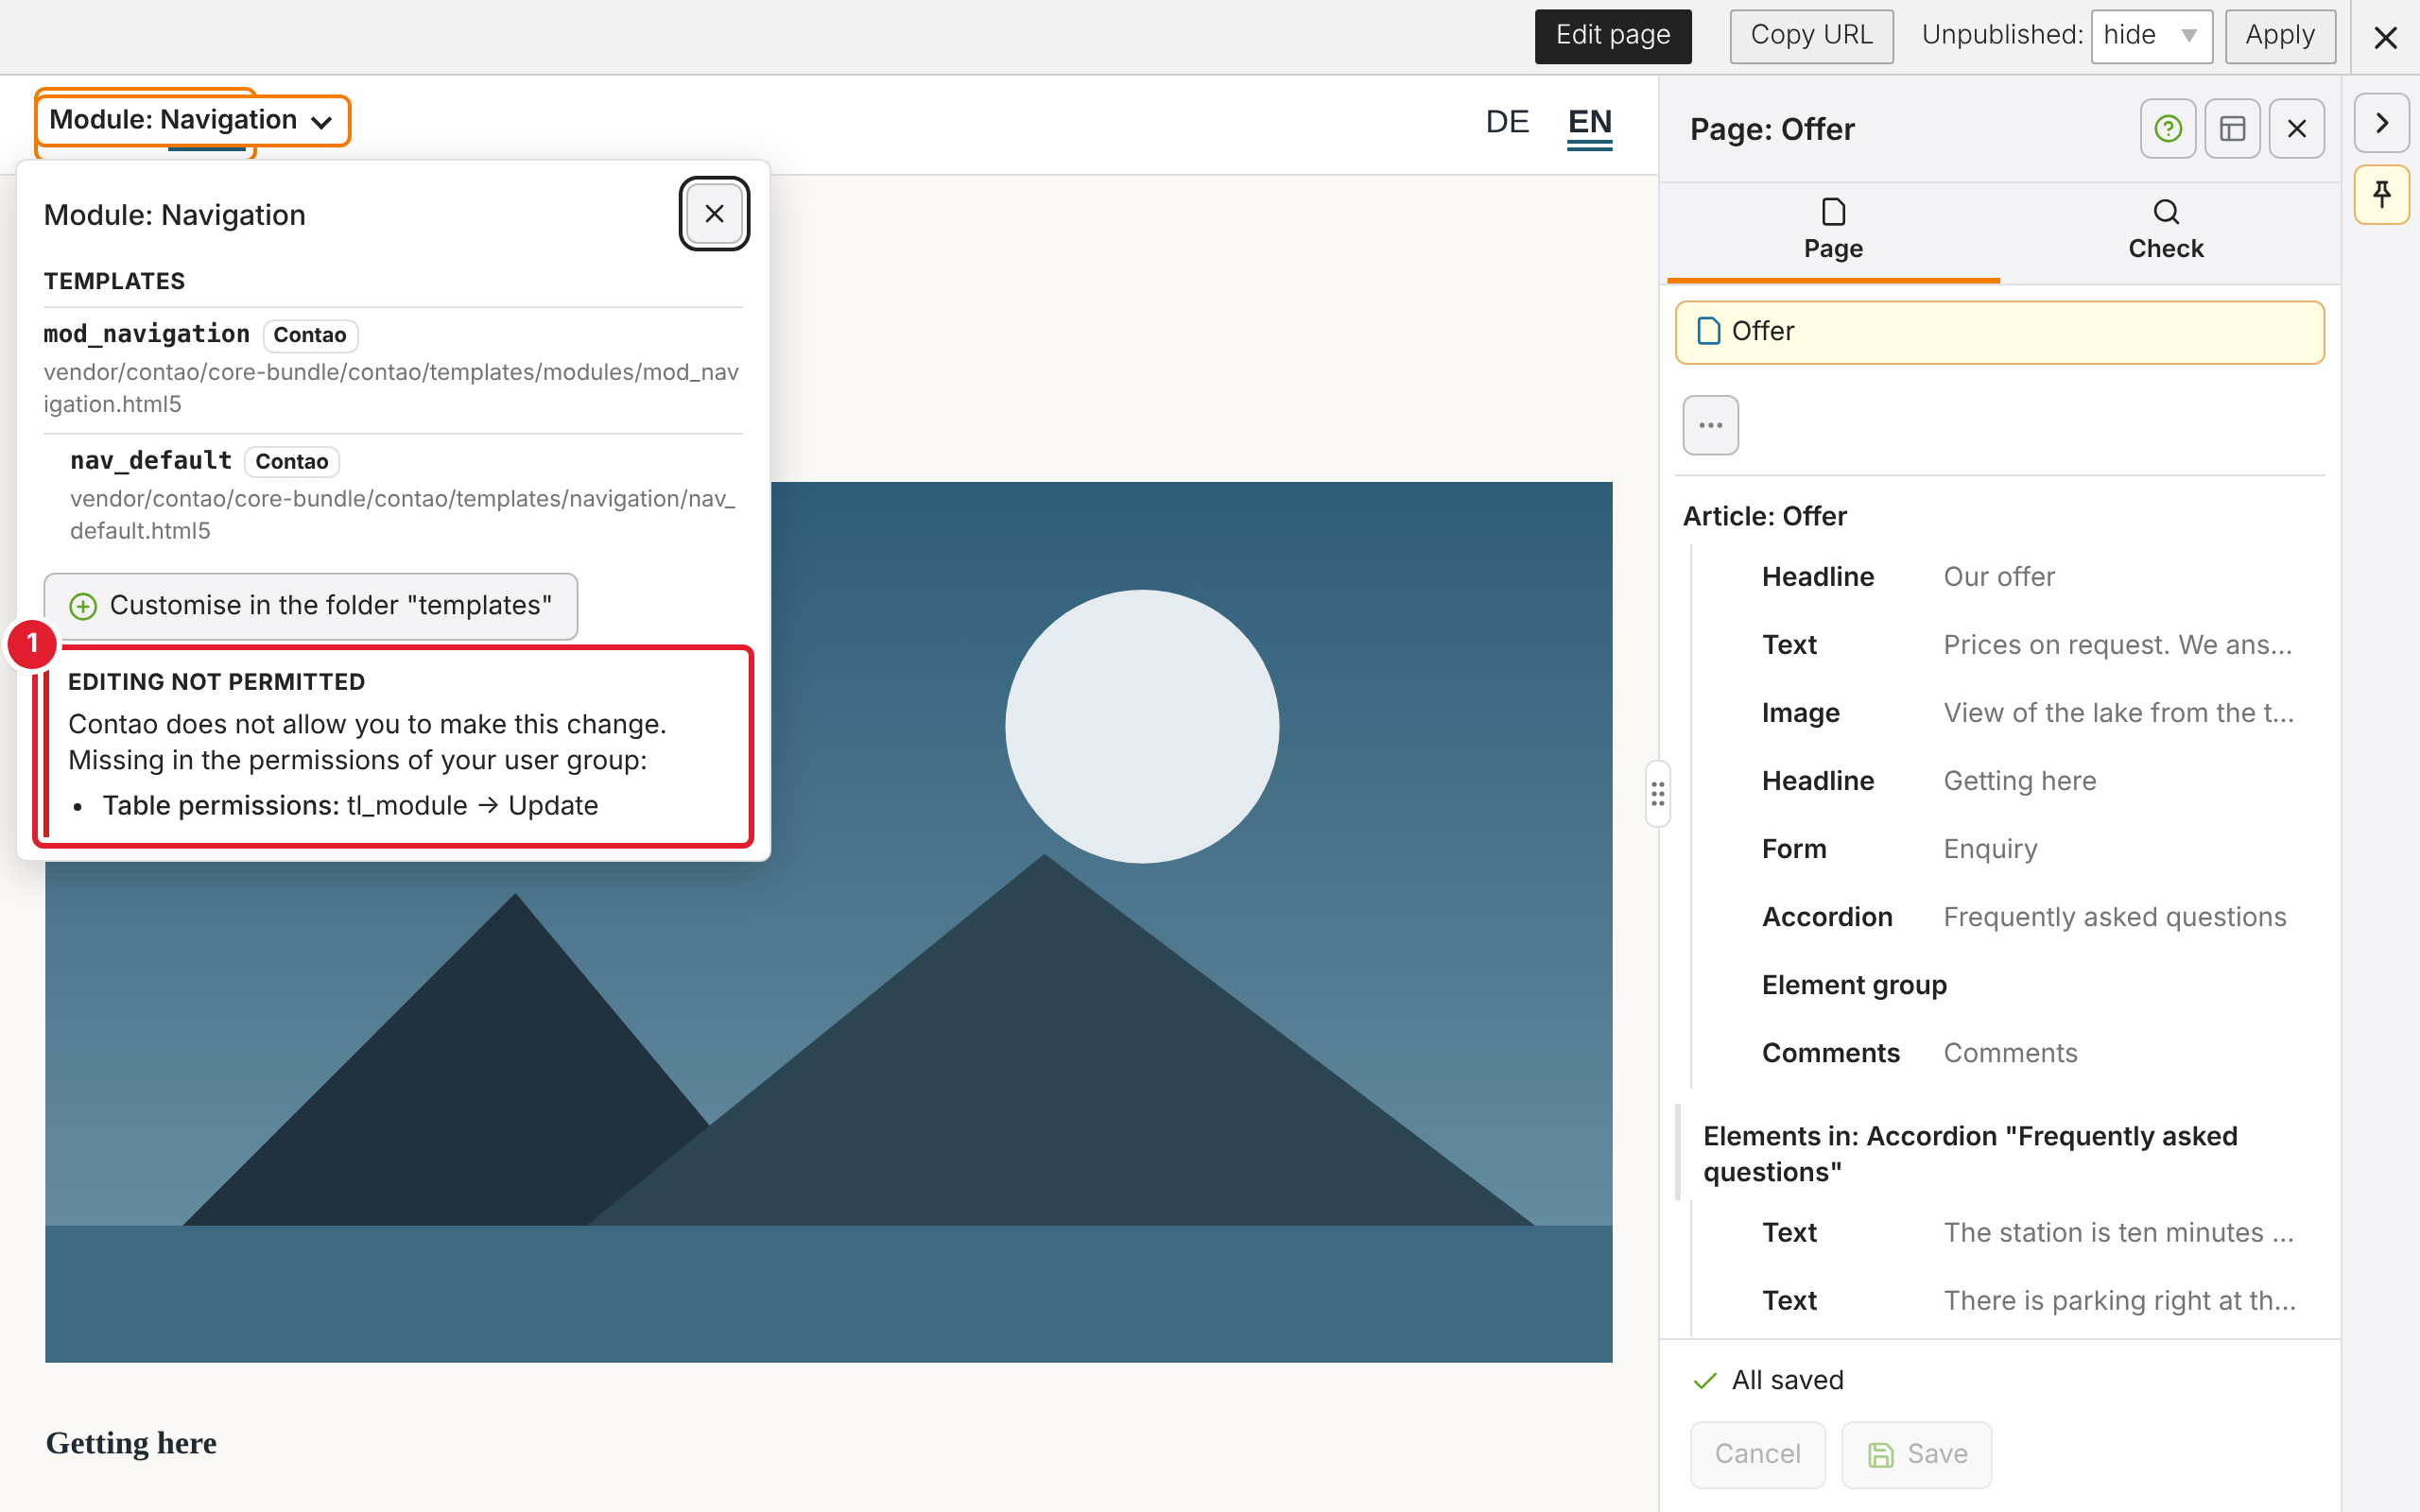 Edit page
Copy URL
Unpublished: hide
Apply
Module: Navigation
DE
EN
Module: Navigation
TEMPLATES
mod_navigation Contao
vendor/contao/core-bundle/contao/templates/modules/mod_nav
igation.html5
nav_default Contao
vendor/contao/core-bundle/contao/templates/navigation/nav_
default.html5
Customise in the folder "templates"
1
EDITING NOT PERMITTED
Contao does not allow you to make this change.
Missing in the permissions of your user group:
• Table permissions: tl_module → Update
Getting here
Page: Offer
Page
Check
Offer
Article: Offer
Headline Our offer
Text Prices on request. We ans...
Image View of the lake from the t...
Headline Getting here
Form Enquiry
Accordion Frequently asked questions
Element group
Comments Comments
Elements in: Accordion "Frequently asked
questions"
Text The station is ten minutes ...
Text There is parking right at th...
All saved
Cancel
Save